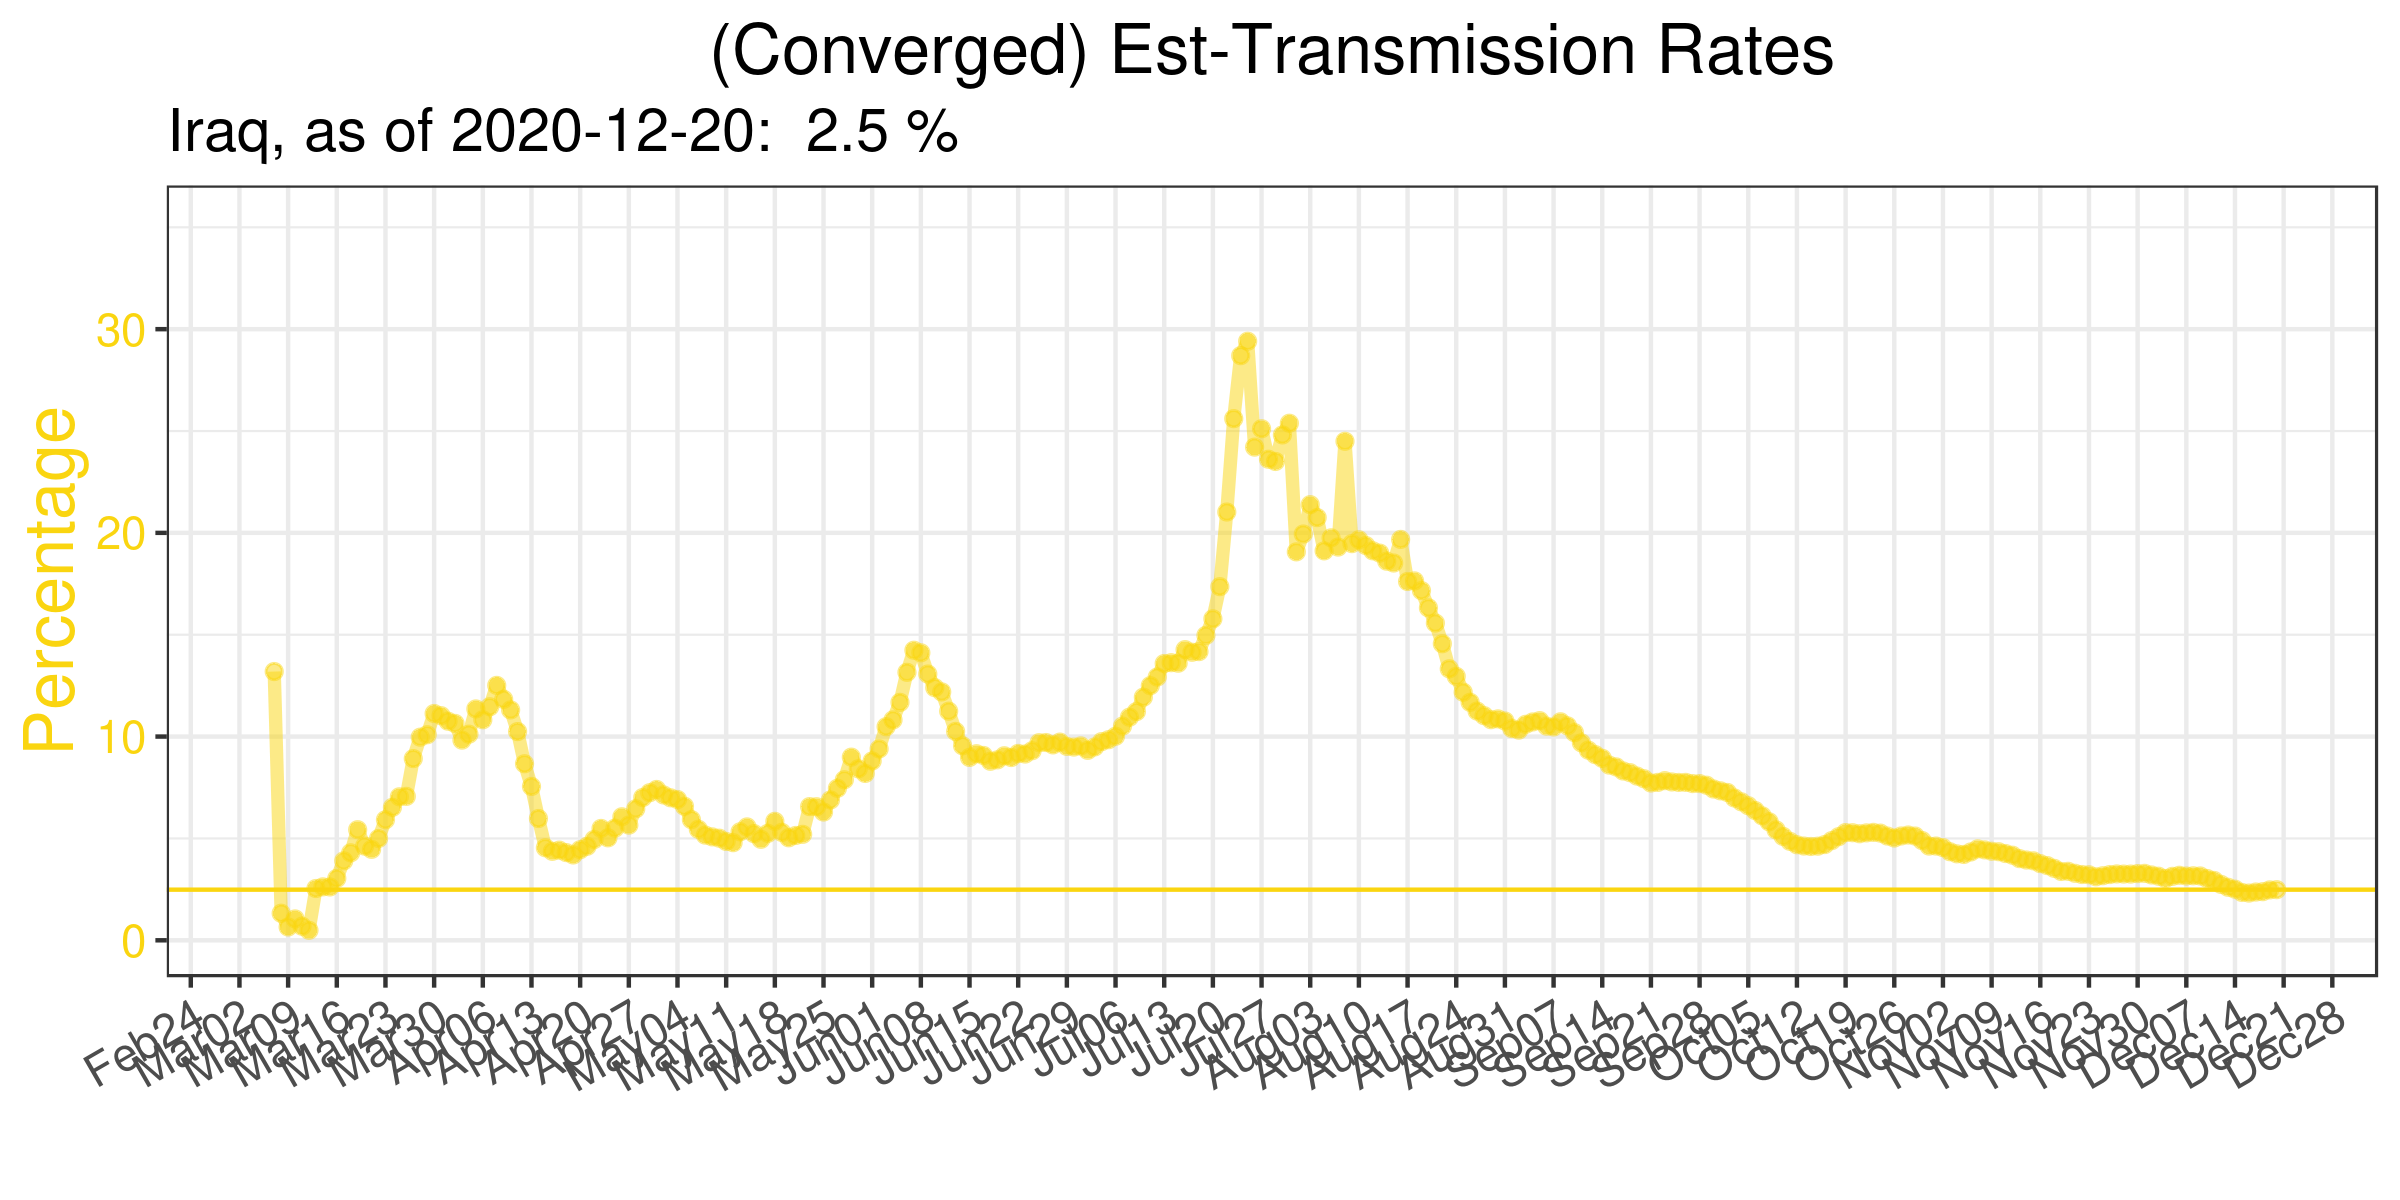 (Converged) Est-Transmission Rates
Iraq, as of 2020-12-20:  2.5 %
Percentage
30
20
10
0
Feb24
Mar02
Mar09
Mar16
Mar23
Mar30
Apr06
Apr13
Apr20
Apr27
May04
May11
May18
May25
Jun01
Jun08
Jun15
Jun22
Jun29
Jul06
Jul13
Jul20
Jul27
Aug03
Aug10
Aug17
Aug24
Aug31
Sep07
Sep14
Sep21
Sep28
Oct05
Oct12
Oct19
Oct26
Nov02
Nov09
Nov16
Nov23
Nov30
Dec07
Dec14
Dec21
Dec28